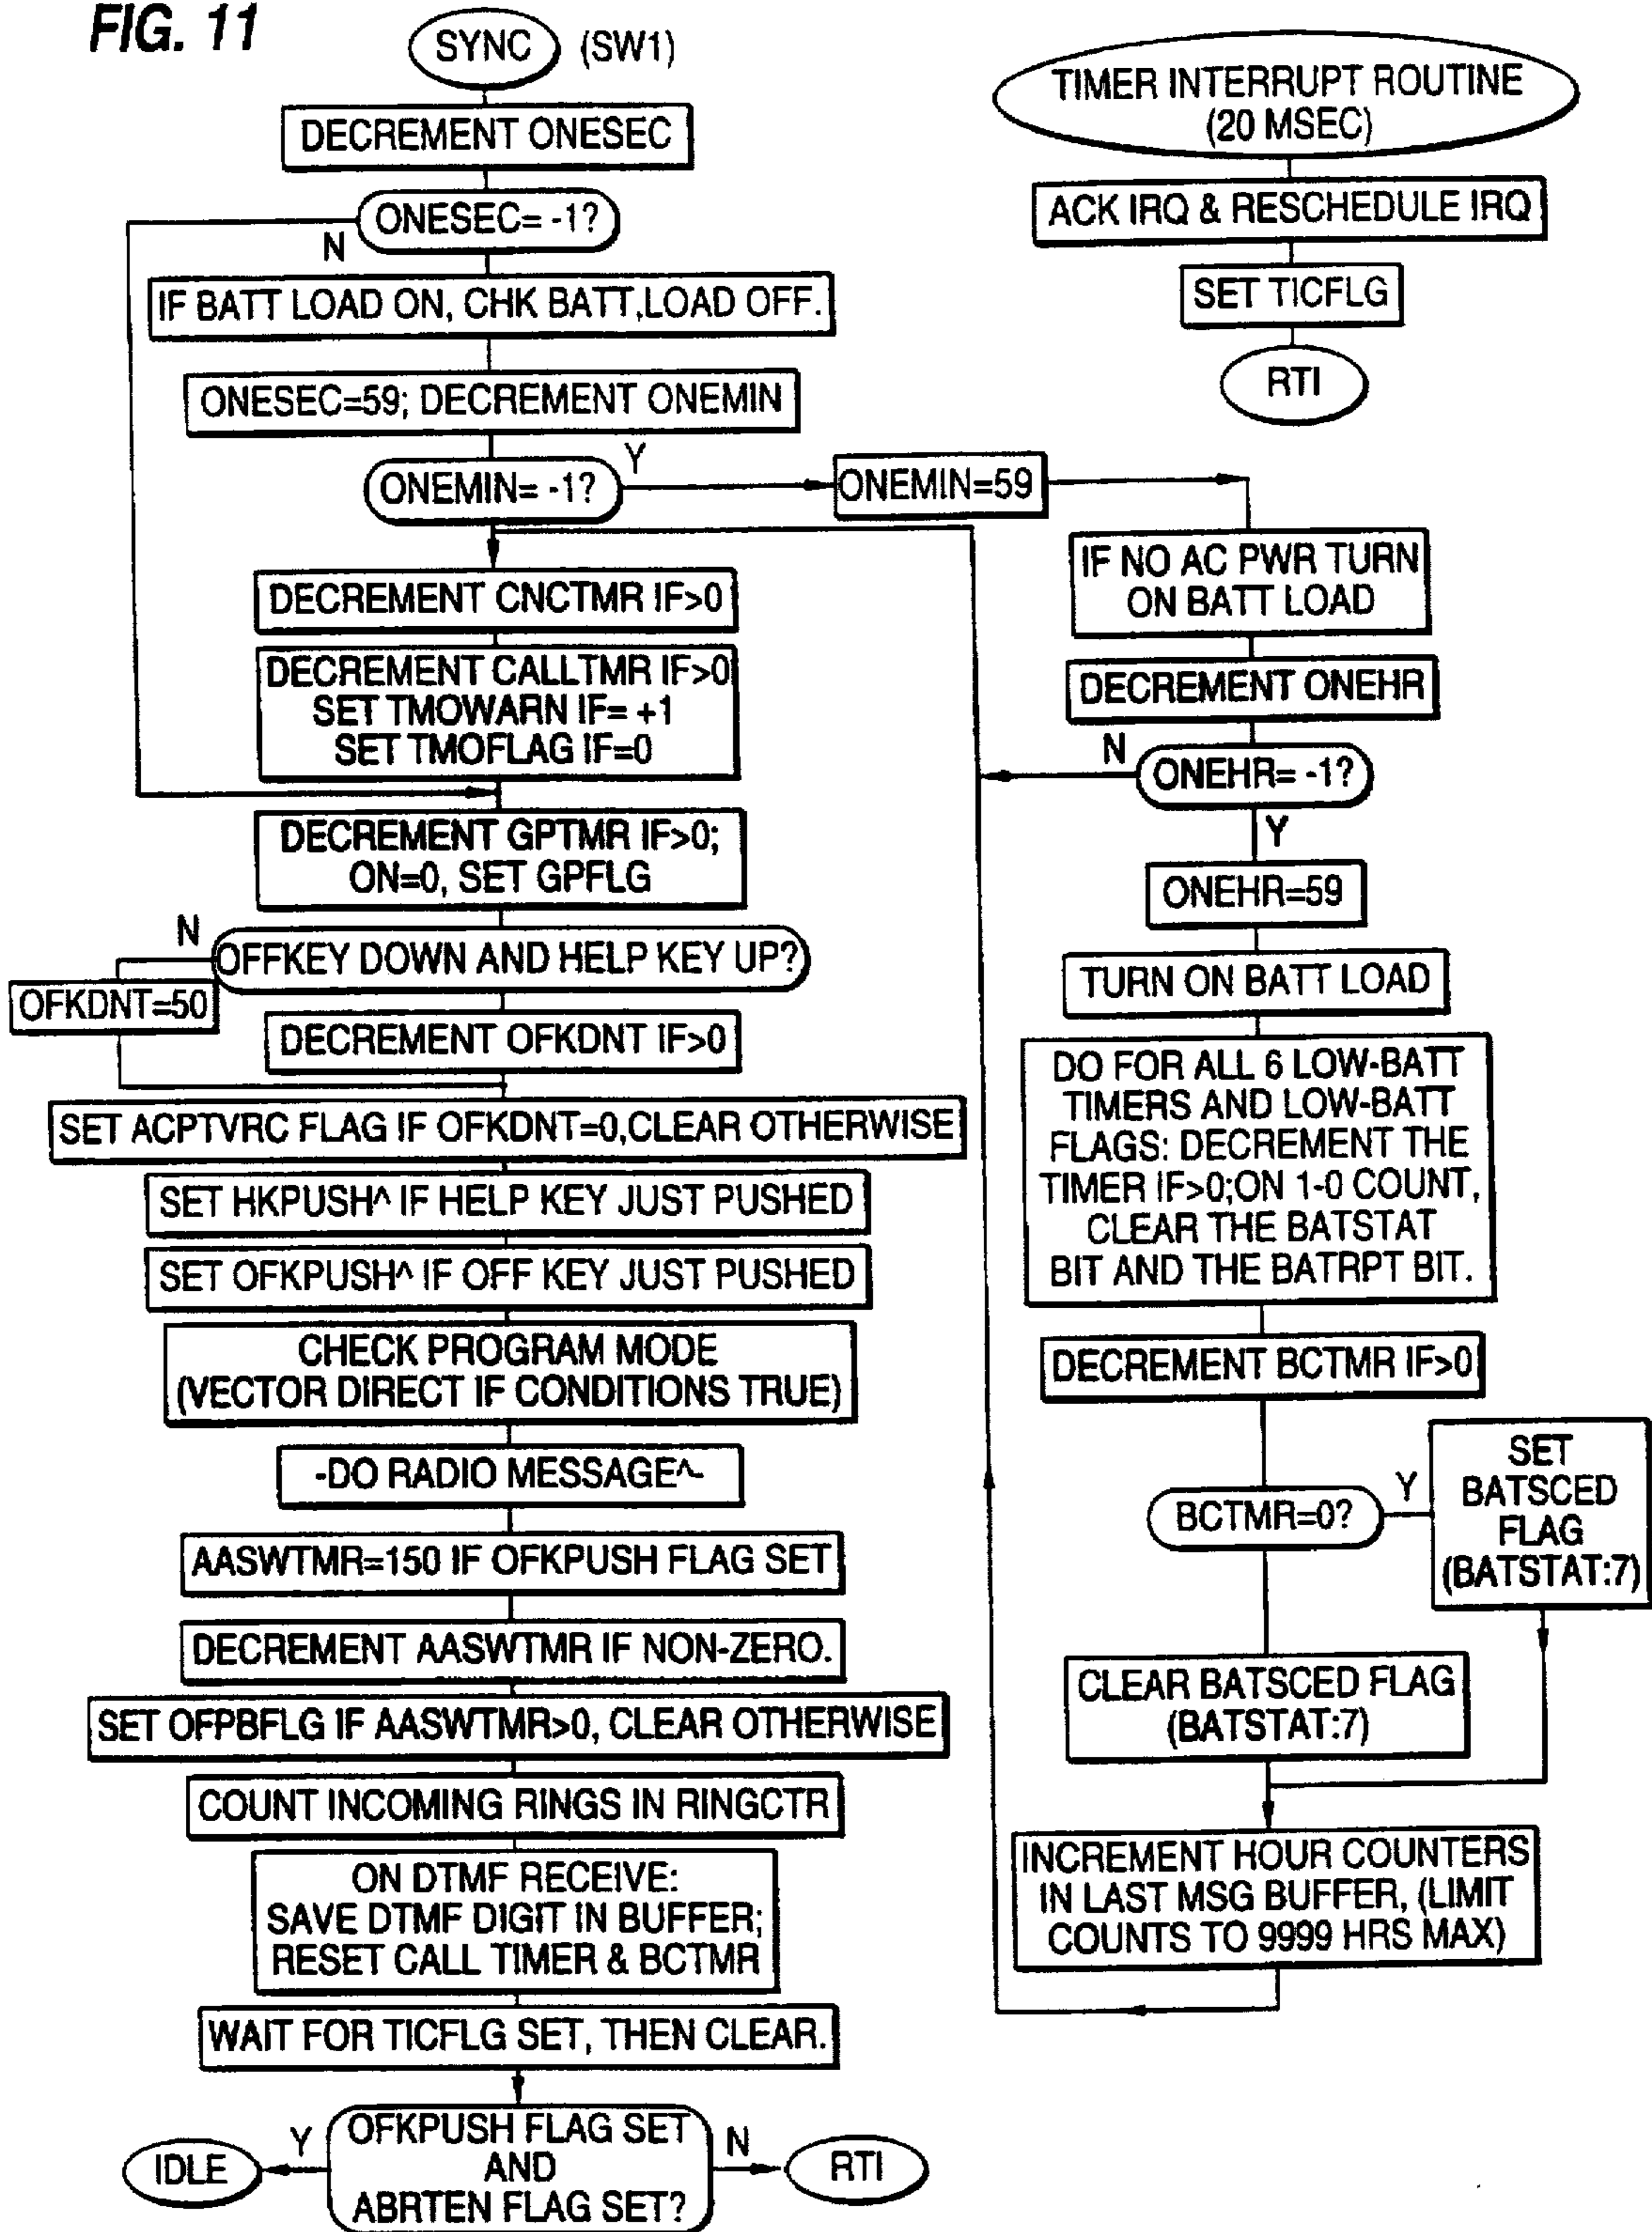 FIG. 11
SYNC (SW1)
DECREMENT ONESEC
ONESEC= -1?
N
IF BATT LOAD ON, CHK BATT,LOAD OFF.
ONESEC=59; DECREMENT ONEMIN
ONEMIN= -1?
Y
ONEMIN=59
DECREMENT CNCTMR IF>0
DECREMENT CALLTMR IF>0
SET TMOWARN IF= +1
SET TMOFLAG IF=0
DECREMENT GPTMR IF>0;
ON=0, SET GPFLG
N
OFFKEY DOWN AND HELP KEY UP?
OFKDNT=50
DECREMENT OFKDNT IF>0
SET ACPTVRC FLAG IF OFKDNT=0,CLEAR OTHERWISE
SET HKPUSH^ IF HELP KEY JUST PUSHED
SET OFKPUSH^ IF OFF KEY JUST PUSHED
CHECK PROGRAM MODE
(VECTOR DIRECT IF CONDITIONS TRUE)
-DO RADIO MESSAGE^-
AASWTMR=150 IF OFKPUSH FLAG SET
DECREMENT AASWTMR IF NON-ZERO.
SET OFPBFLG IF AASWTMR>0, CLEAR OTHERWISE
COUNT INCOMING RINGS IN RINGCTR
ON DTMF RECEIVE:
SAVE DTMF DIGIT IN BUFFER;
RESET CALL TIMER & BCTMR
WAIT FOR TICFLG SET, THEN CLEAR.
OFKPUSH FLAG SET
AND
ABRTEN FLAG SET?
Y
IDLE
N
RTI
TIMER INTERRUPT ROUTINE
(20 MSEC)
ACK IRQ & RESCHEDULE IRQ
SET TICFLG
RTI
IF NO AC PWR TURN
ON BATT LOAD
DECREMENT ONEHR
N
ONEHR= -1?
Y
ONEHR=59
TURN ON BATT LOAD
DO FOR ALL 6 LOW-BATT
TIMERS AND LOW-BATT
FLAGS: DECREMENT THE
TIMER IF>0;ON 1-0 COUNT,
CLEAR THE BATSTAT
BIT AND THE BATRPT BIT.
DECREMENT BCTMR IF>0
BCTMR=0?
Y
SET
BATSCED
FLAG
(BATSTAT:7)
CLEAR BATSCED FLAG
(BATSTAT:7)
INCREMENT HOUR COUNTERS
IN LAST MSG BUFFER, (LIMIT
COUNTS TO 9999 HRS MAX)